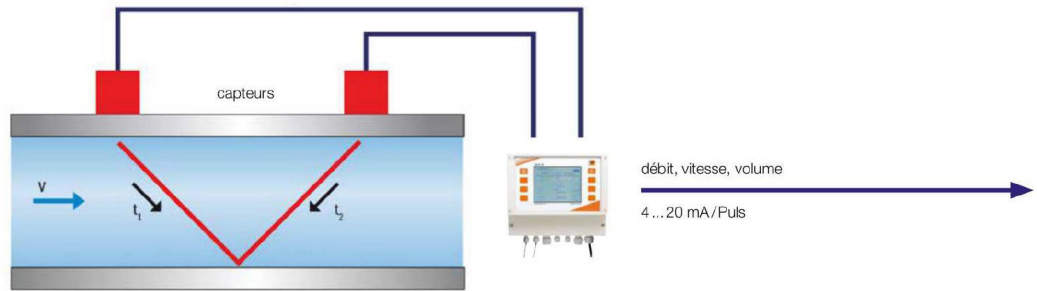 capteurs
V
t₁
t₂
débit, vitesse, volume
4...20 mA/Puls